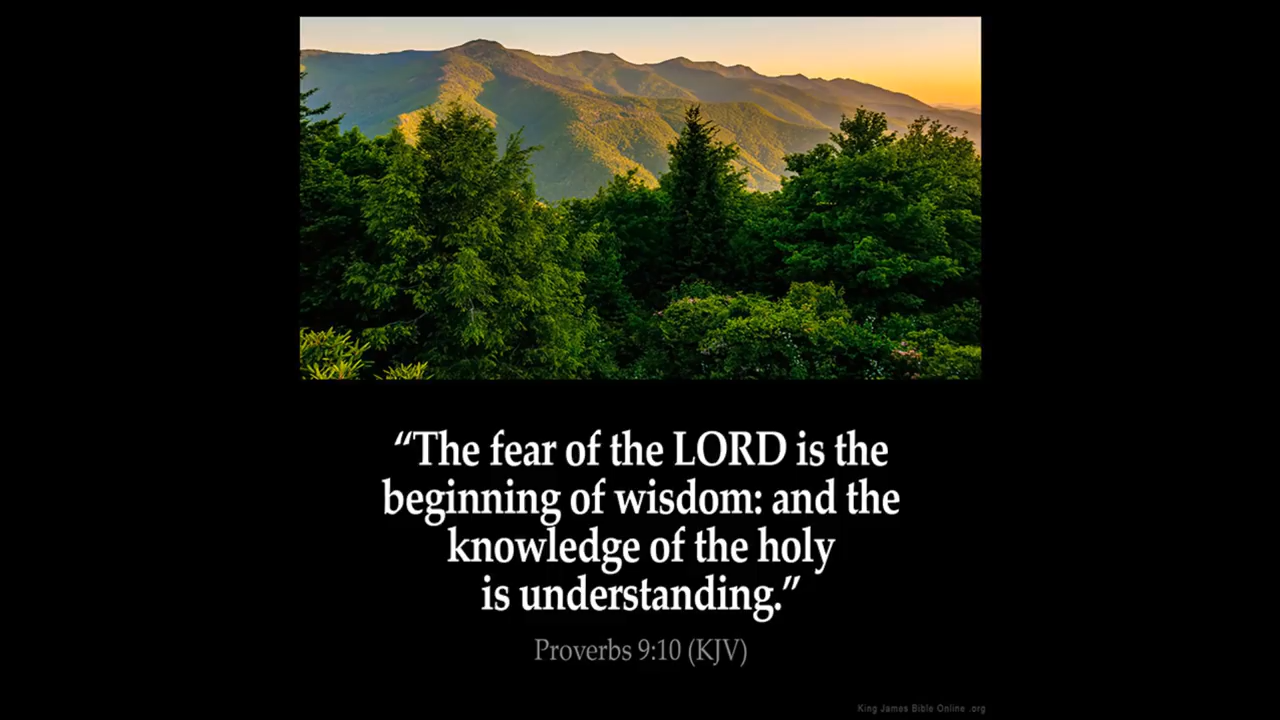 “The fear of the LORD is the
beginning of wisdom: and the
knowledge of the holy
is understanding.”
Proverbs 9:10 (KJV)
King James Bible Online .org